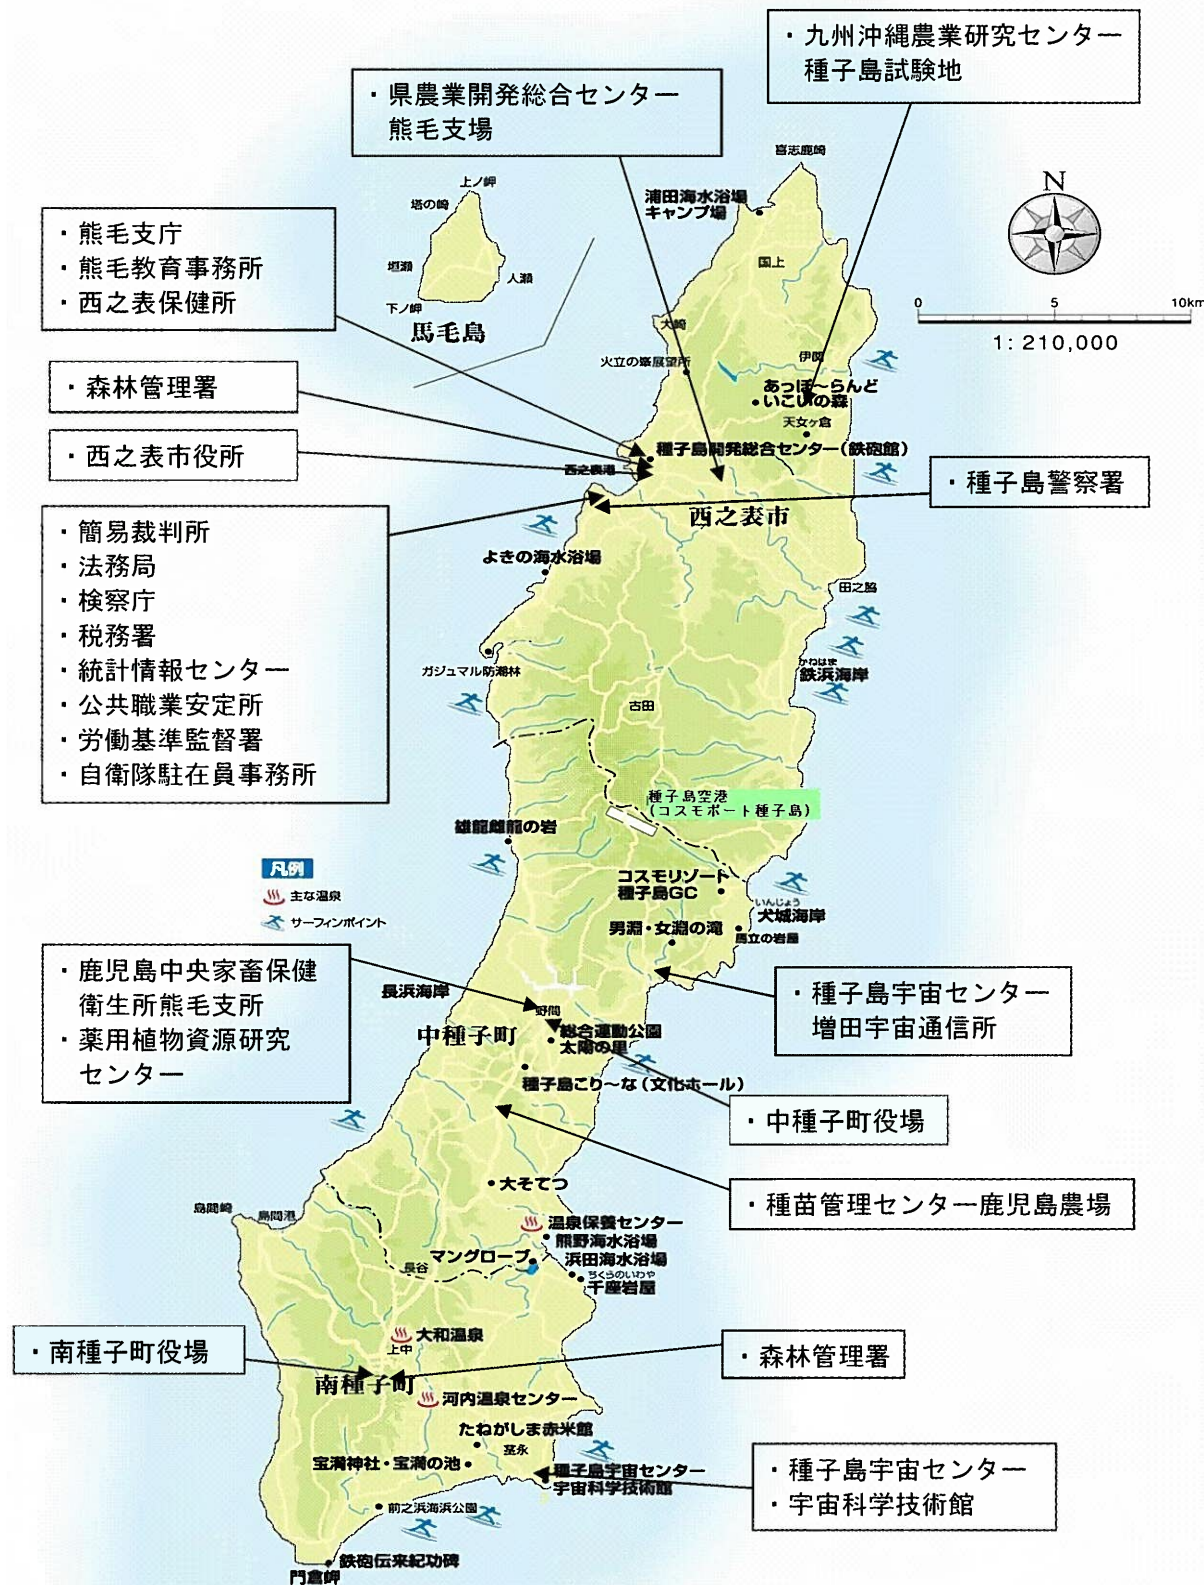 ・九州沖縄農業研究センター
種子島試験地
・県農業開発総合センター
熊毛支場
喜志鹿崎
上ノ岬
塔の崎
垣瀬
人瀬
下ノ岬
馬毛島
浦田海水浴場
キャンプ場
国上
N
0 5 10km
1:210,000
・熊毛支庁
・熊毛教育事務所
・西之表保健所
大崎
火立の峯展望所
伊関
あっぽ〜らんど
いこいの森
天女ヶ倉
・森林管理署
・西之表市役所
種子島開発総合センター(鉄砲館)
西之表港
・種子島警察署
西之表市
・簡易裁判所
・法務局
・検察庁
・税務署
・統計情報センター
・公共職業安定所
・労働基準監督署
・自衛隊駐在員事務所
よきの海水浴場
田之脇
ガジュマル防潮林
かねはま
鉄浜海岸
古田
種子島空港
(コスモポート種子島)
雄龍雌龍の岩
凡例
主な温泉
サーフィンポイント
コスモリゾート
種子島GC
いんじょう
犬城海岸
男淵・女淵の滝
馬立の岩屋
・鹿児島中央家畜保健
衛生所熊毛支所
・薬用植物資源研究
センター
長浜海岸
・種子島宇宙センター
増田宇宙通信所
野間
中種子町
総合運動公園
太陽の里
種子島こり〜な(文化ホール)
・中種子町役場
・種苗管理センター鹿児島農場
大そてつ
島間崎
島間港
温泉保養センター
熊野海水浴場
マングローブ
浜田海水浴場
ちくらのいわや
千座岩屋
長谷
大和温泉
上中
・南種子町役場
・森林管理署
南種子町
河内温泉センター
たねがしま赤米館
茎永
宝満神社・宝満の池
種子島宇宙センター
宇宙科学技術館
・種子島宇宙センター
・宇宙科学技術館
前之浜海浜公園
鉄砲伝来紀功碑
門倉岬